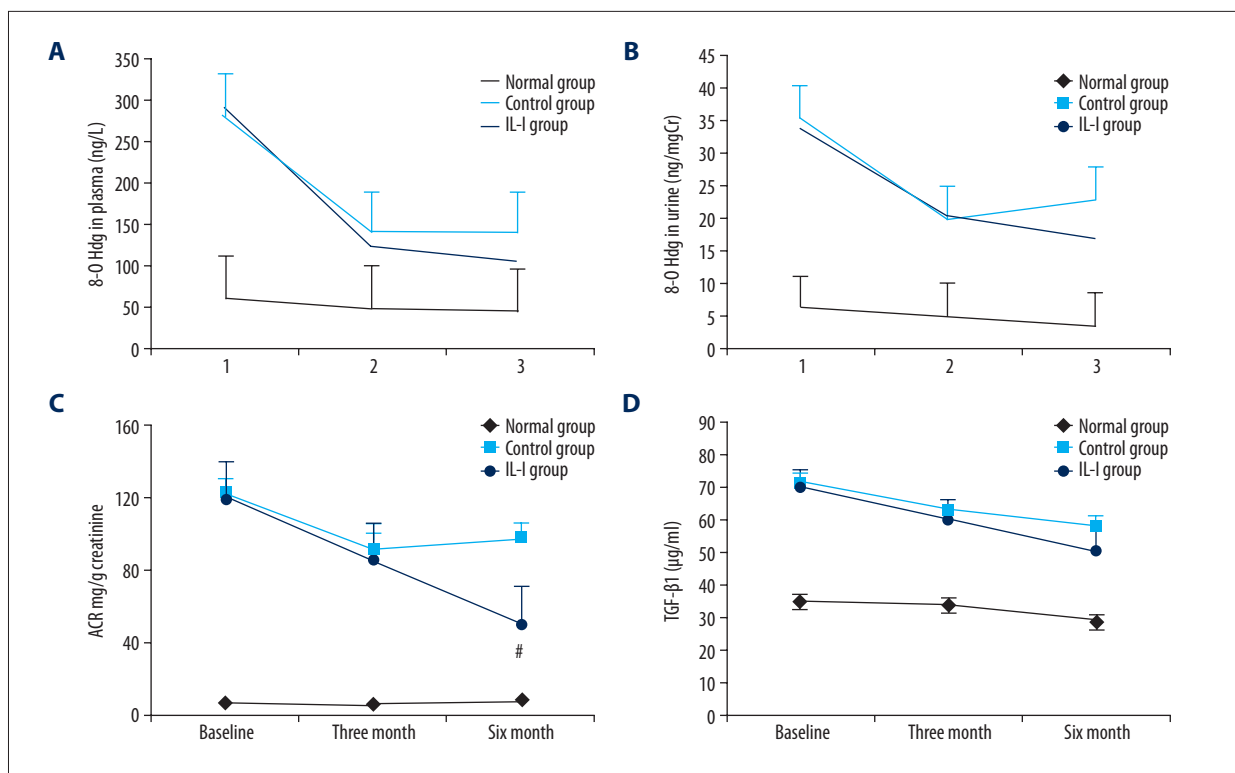 A
8-O Hdg in plasma (ng/L)
350
300
250
200
150
100
50
0
1
2
3
Normal group
Control group
IL-I group
B
8-O Hdg in urine (ng/mgCr)
45
40
35
30
25
20
15
10
5
0
1
2
3
Normal group
Control group
IL-I group
C
ACR mg/g creatinine
160
120
80
40
0
Baseline
Three month
Six month
Normal group
Control group
IL-I group
#
D
TGF-β1 (µg/ml)
90
80
70
60
50
40
30
20
10
0
Baseline
Three month
Six month
Normal group
Control group
IL-I group